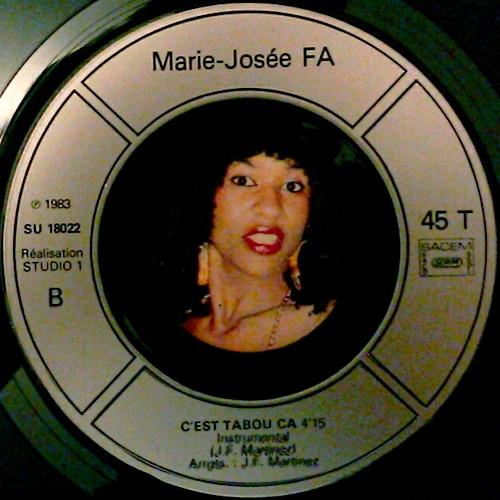 Marie-Josée FA
℗ 1983
SU 18022
Réalisation
STUDIO 1
B
45 T
SACEM
C'EST TABOU CA 4'15
Instrumental
(J.F. Martinez)
Arrgts. : J.F. Martinez